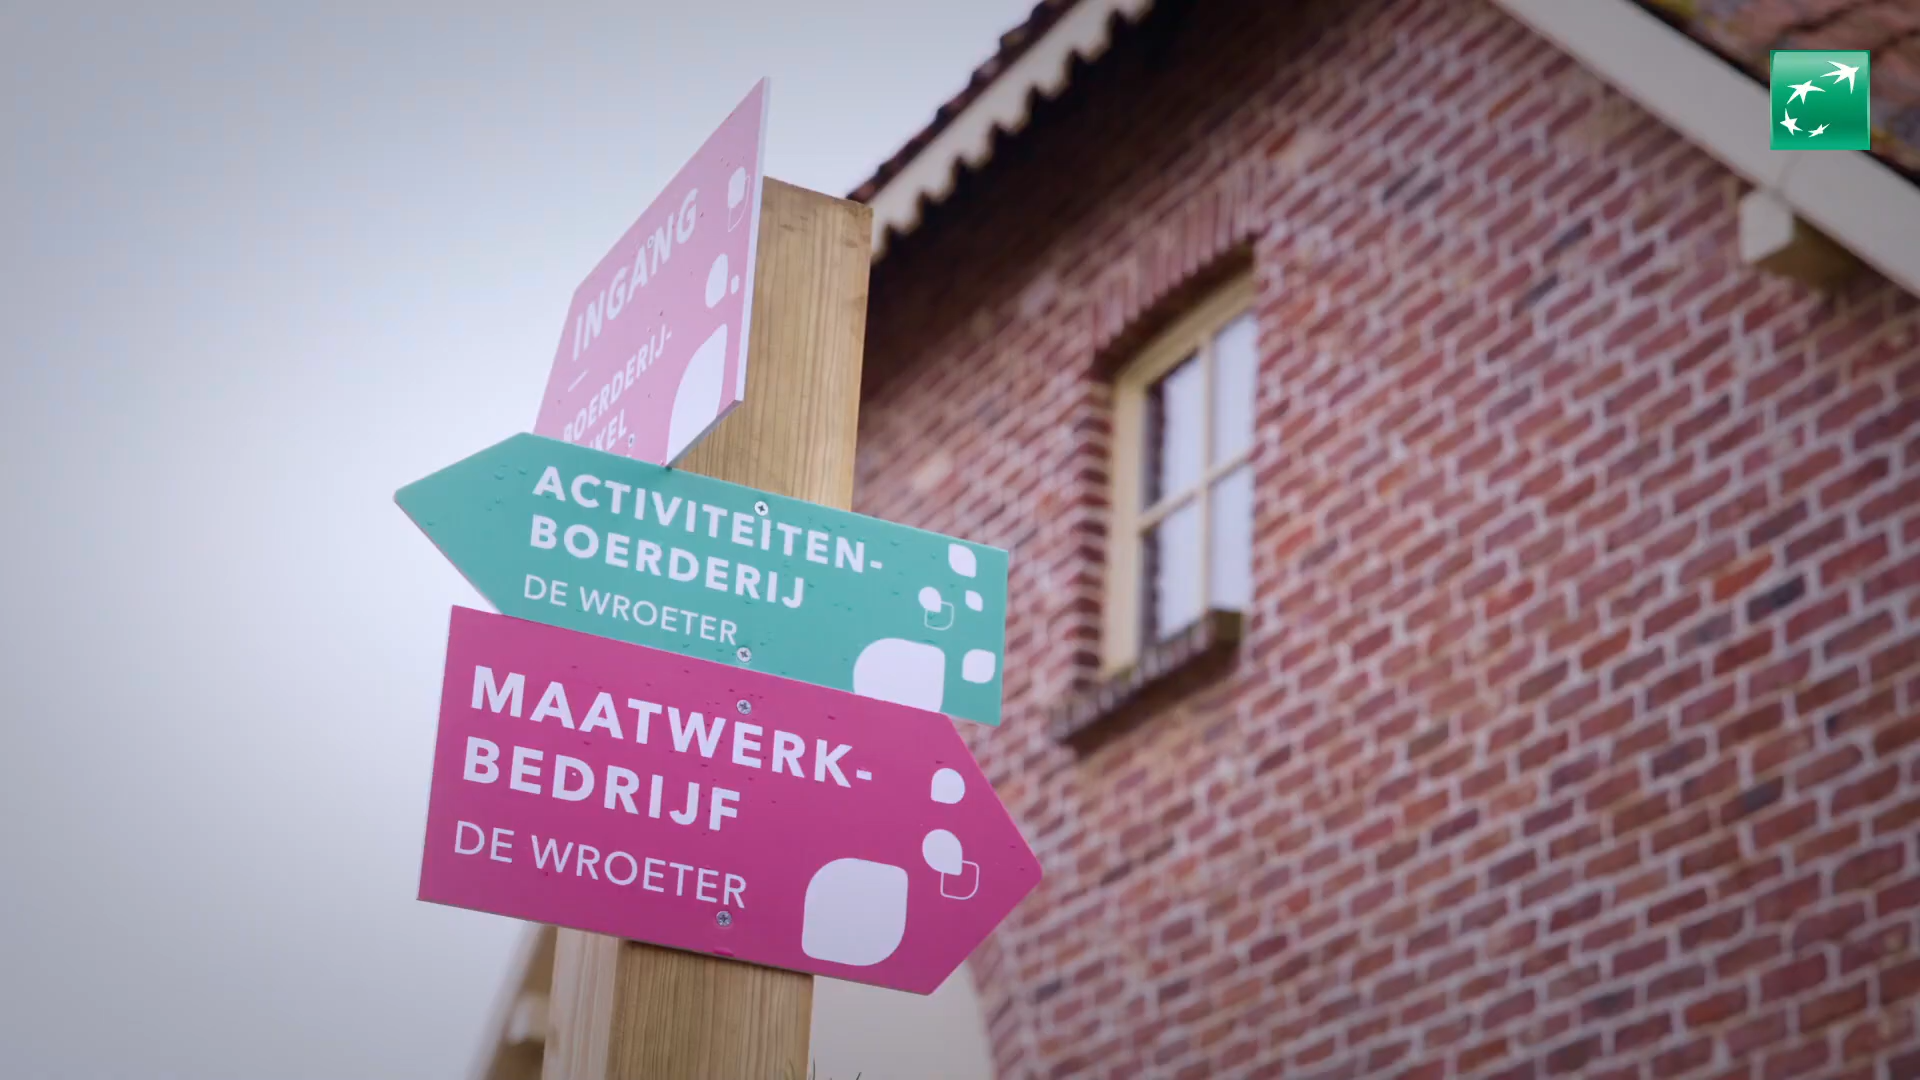 INGANG
BOERDERIJ-
ACTIVITEITEN-
BOERDERIJ
DE WROETER
MAATWERK-
BEDRIJF
DE WROETER